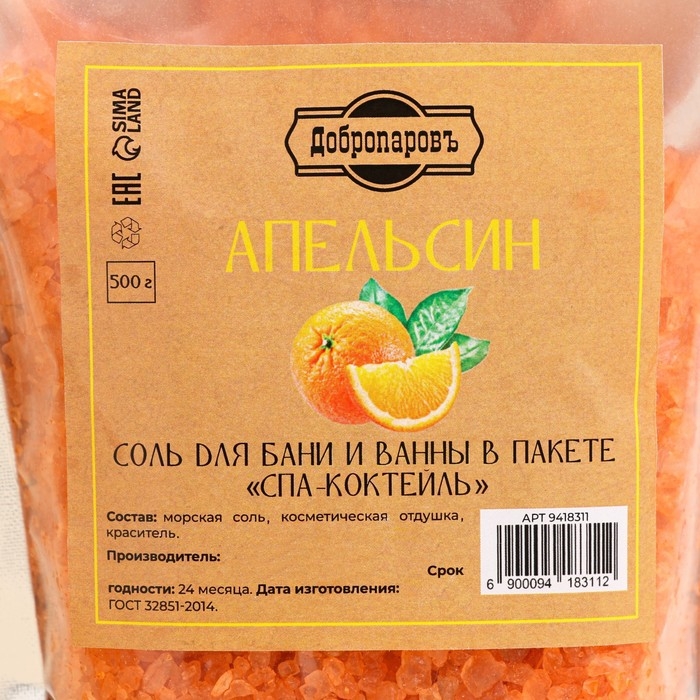 SIMA
LAND
EAC
500 г
Добропаровъ
АПЕЛЬСИН
СОЛЬ ДЛЯ БАНИ И ВАННЫ В ПАКЕТЕ
«СПА-КОКТЕЙЛЬ»
Состав: морская соль, косметическая отдушка,
краситель.
Производитель:
Срок
годности: 24 месяца. Дата изготовления:
ГОСТ 32851-2014.
АРТ 9418311
6 900094 183112